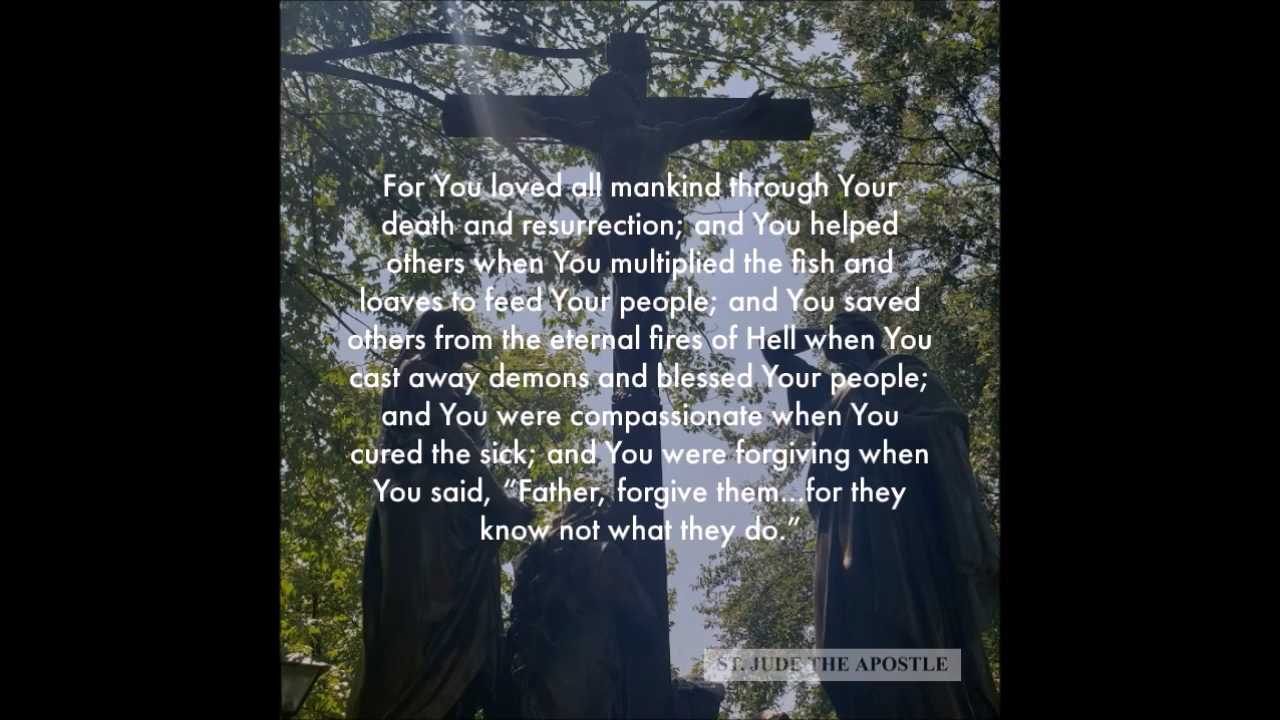 For You loved all mankind through Your
death and resurrection; and You helped
others when You multiplied the fish and
loaves to feed Your people; and You saved
others from the eternal fires of Hell when You
cast away demons and blessed Your people;
and You were compassionate when You
cured the sick; and You were forgiving when
You said, “Father, forgive them...for they
know not what they do.”
ST. JUDE THE APOSTLE